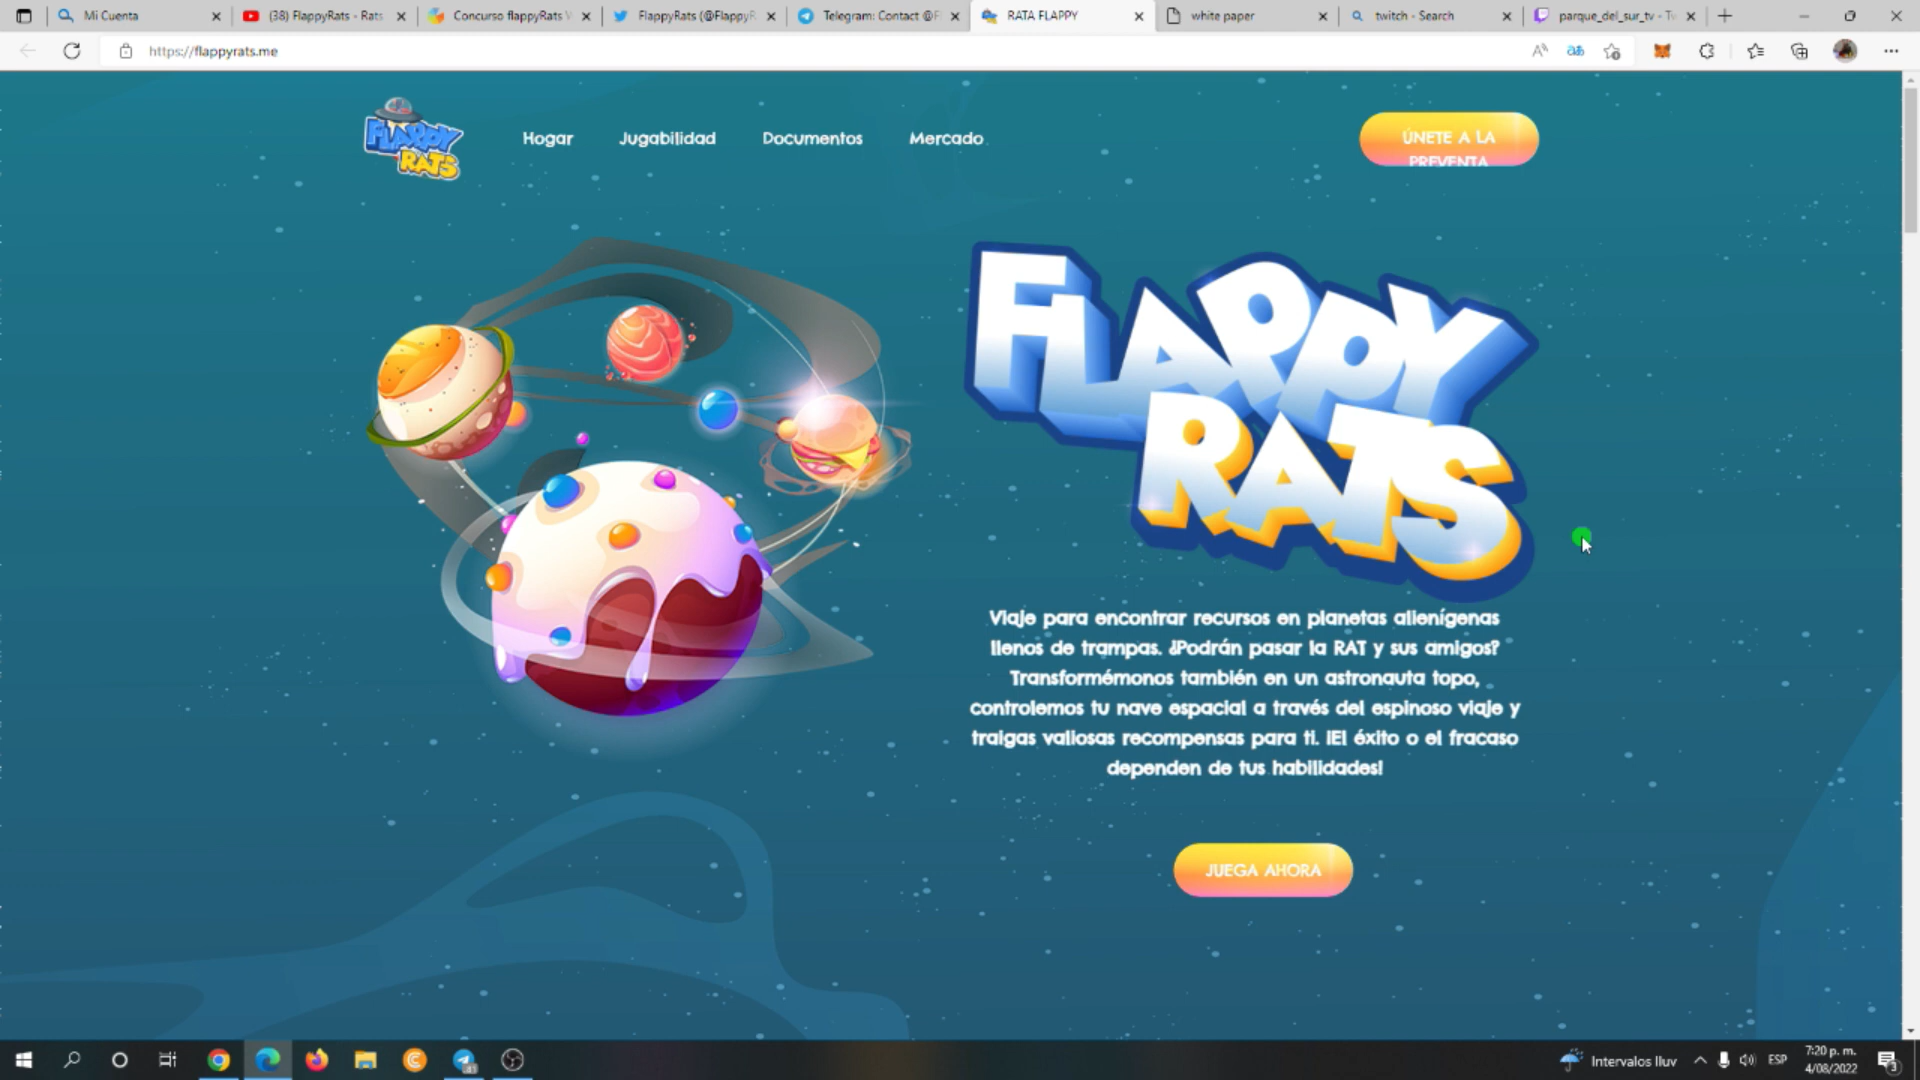 Mi Cuenta
(38) FlappyRats - Rats
Concurso flappyRats
FlappyRats (@FlappyR
Telegram: Contact @F
RATA FLAPPY
white paper
twitch - Search
parque_del_sur_tv - Tw
https://flappyrats.me
FLAPPY
RATS
Hogar
Jugabilidad
Documentos
Mercado
ÚNETE A LA
PREVENTA
FLAPPY
RATS
Viaje para encontrar recursos en planetas alienígenas
llenos de trampas. ¿Podrán pasar la RAT y sus amigos?
Transformémonos también en un astronauta topo,
controlemos tu nave espacial a través del espinoso viaje y
traigas valiosas recompensas para ti. ¡El éxito o el fracaso
dependen de tus habilidades!
JUEGA AHORA
Intervalos lluv
ESP
7:20 p. m.
4/08/2022